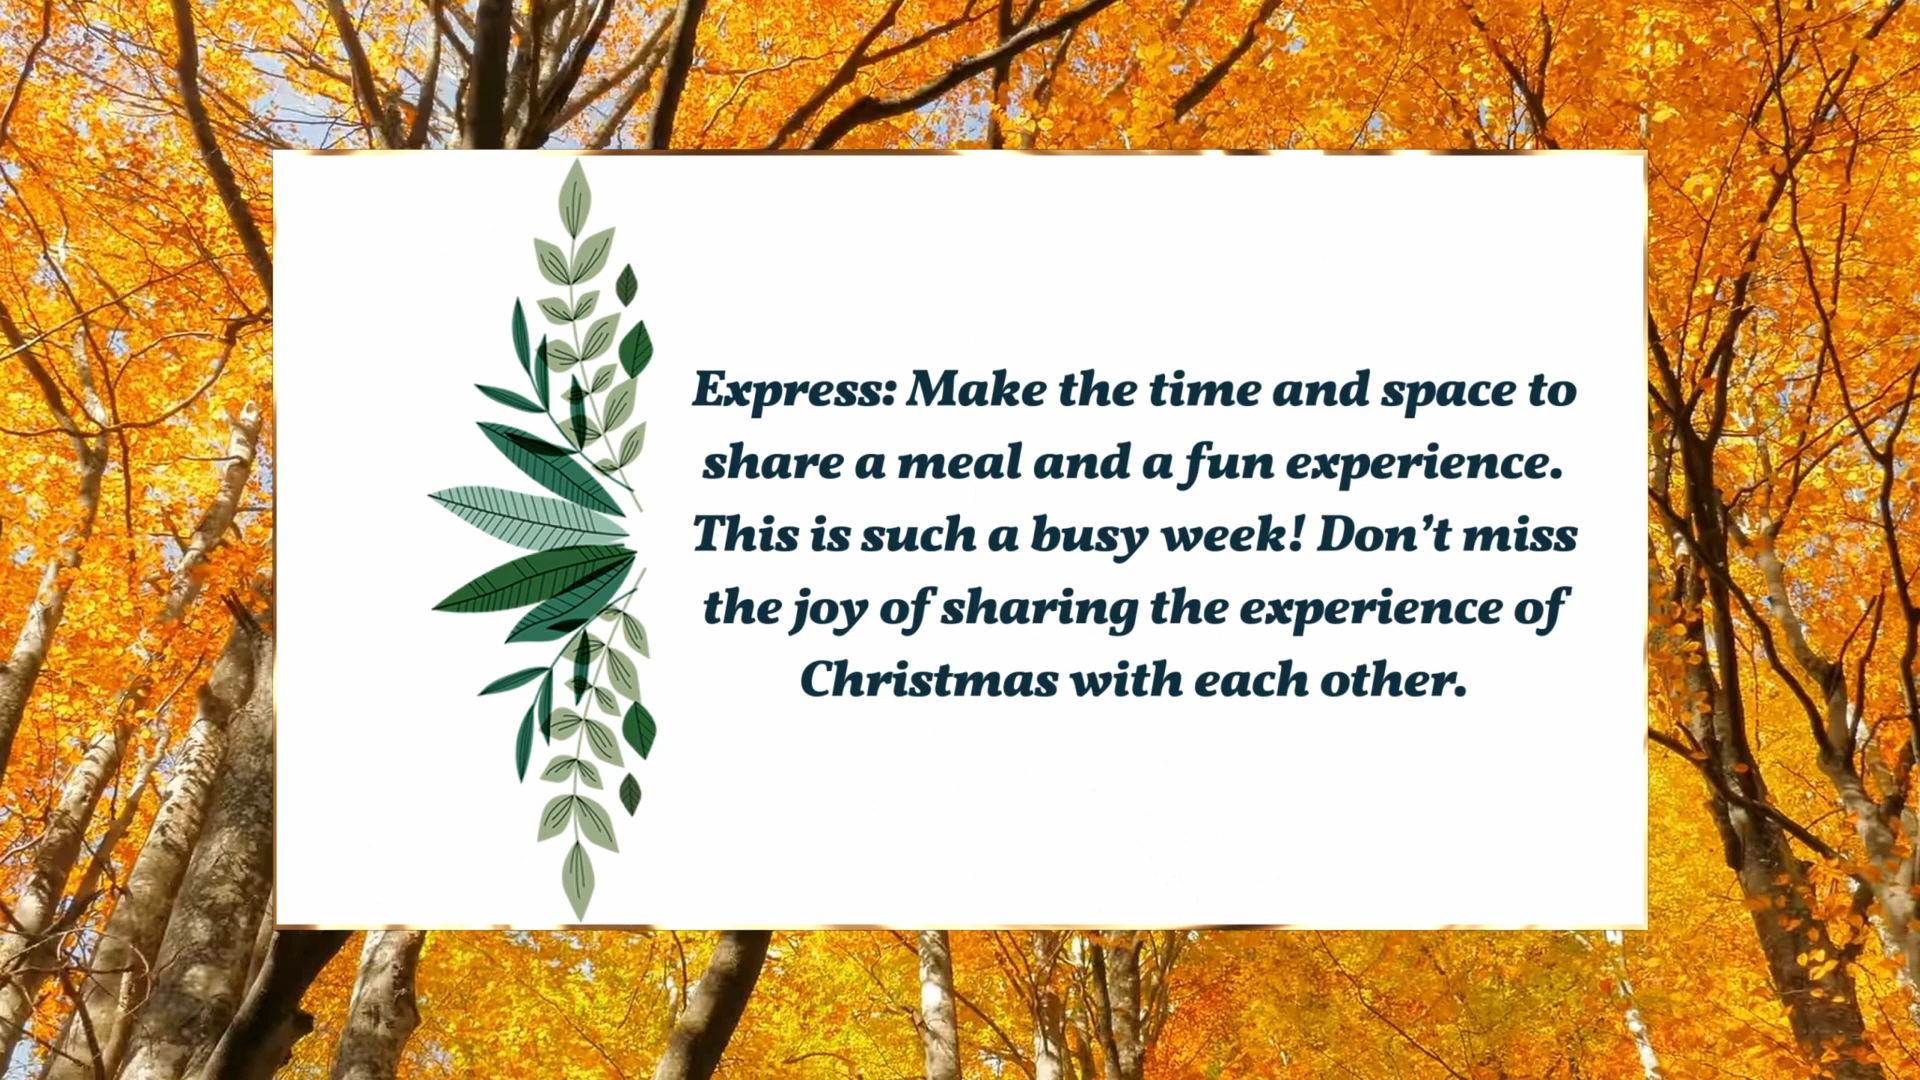 Express: Make the time and space to
share a meal and a fun experience.
This is such a busy week! Don’t miss
the joy of sharing the experience of
Christmas with each other.